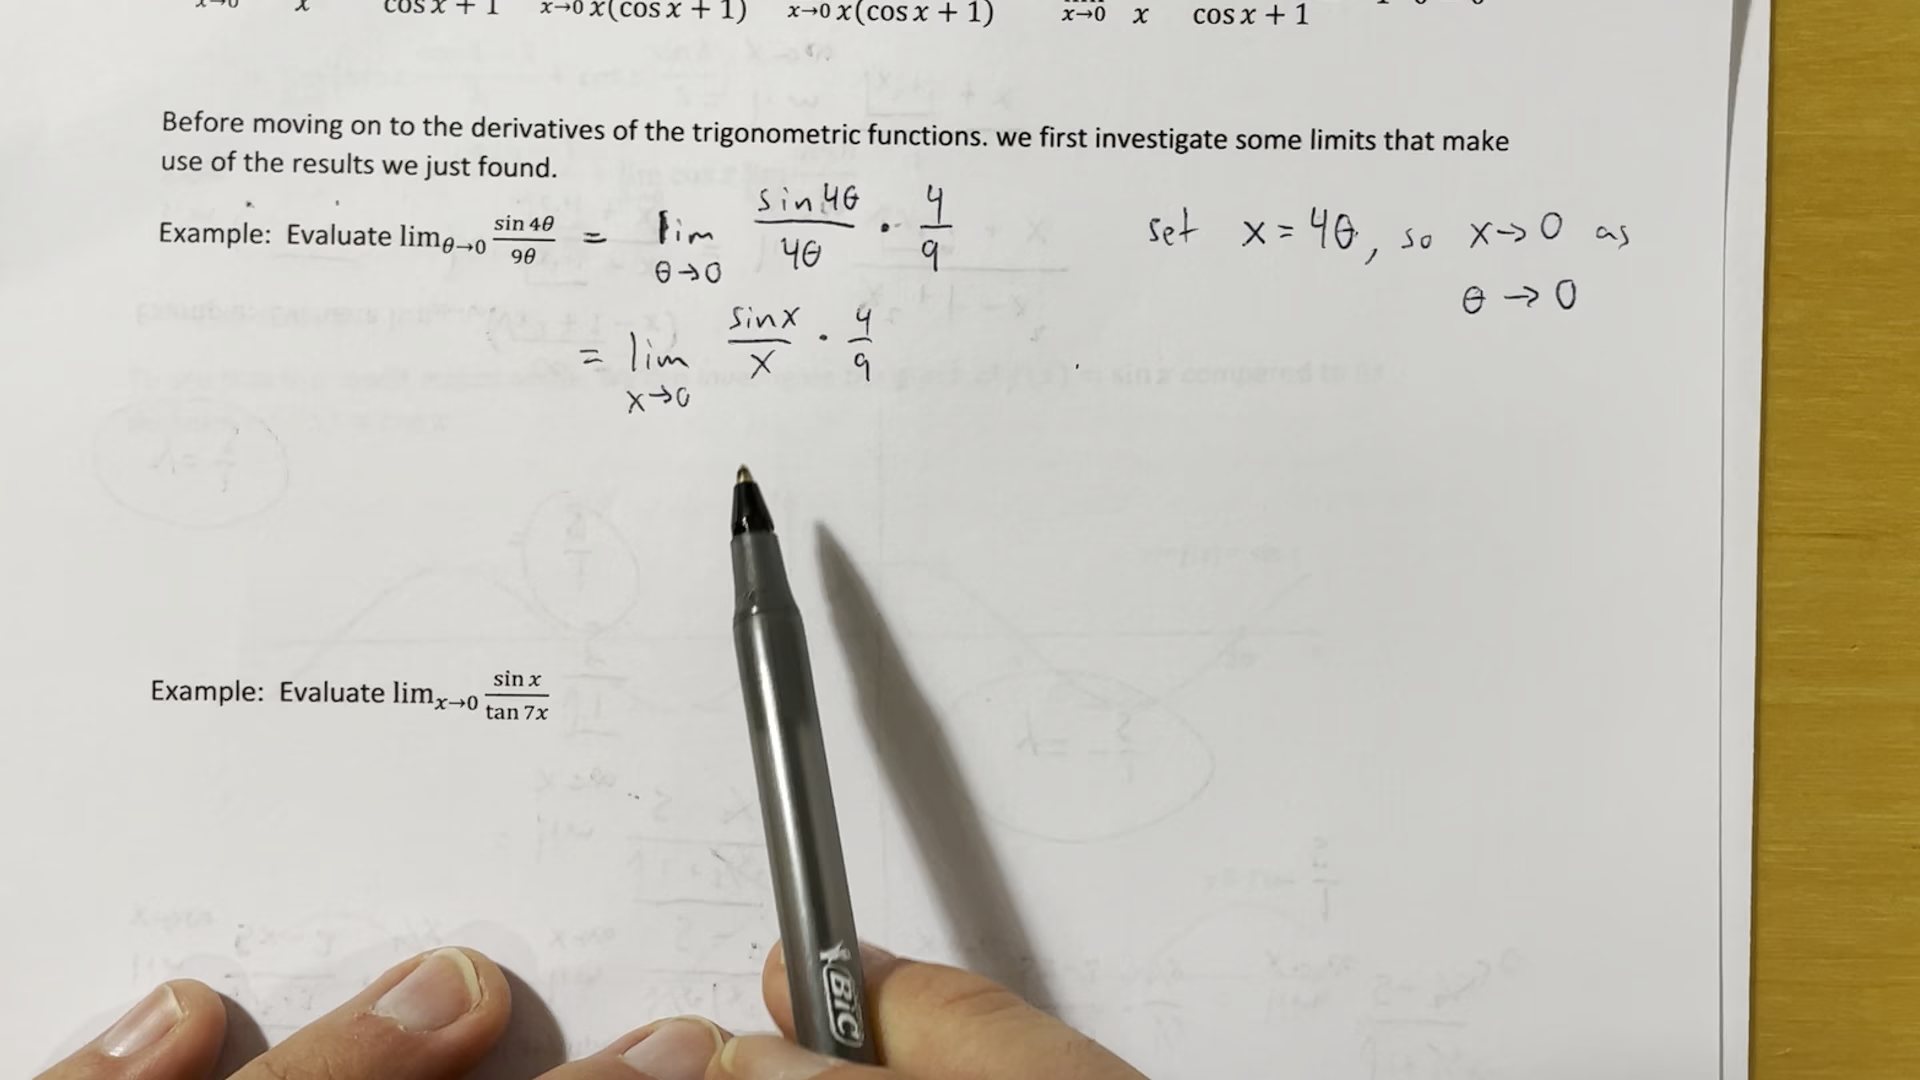 x→0 x cos x + 1 x→0 x(cos x + 1) x→0 x(cos x + 1) x→0 x cos x + 1
Before moving on to the derivatives of the trigonometric functions. we first investigate some limits that make
use of the results we just found.
Example: Evaluate lim θ→0 sin 4θ / 9θ = lim θ→0 sin 4θ / 4θ · 4/9 set x = 4θ, so x→0 as
θ → 0
= lim x→0 sin x / x · 4/9
Example: Evaluate lim x→0 sin x / tan 7x
BIC